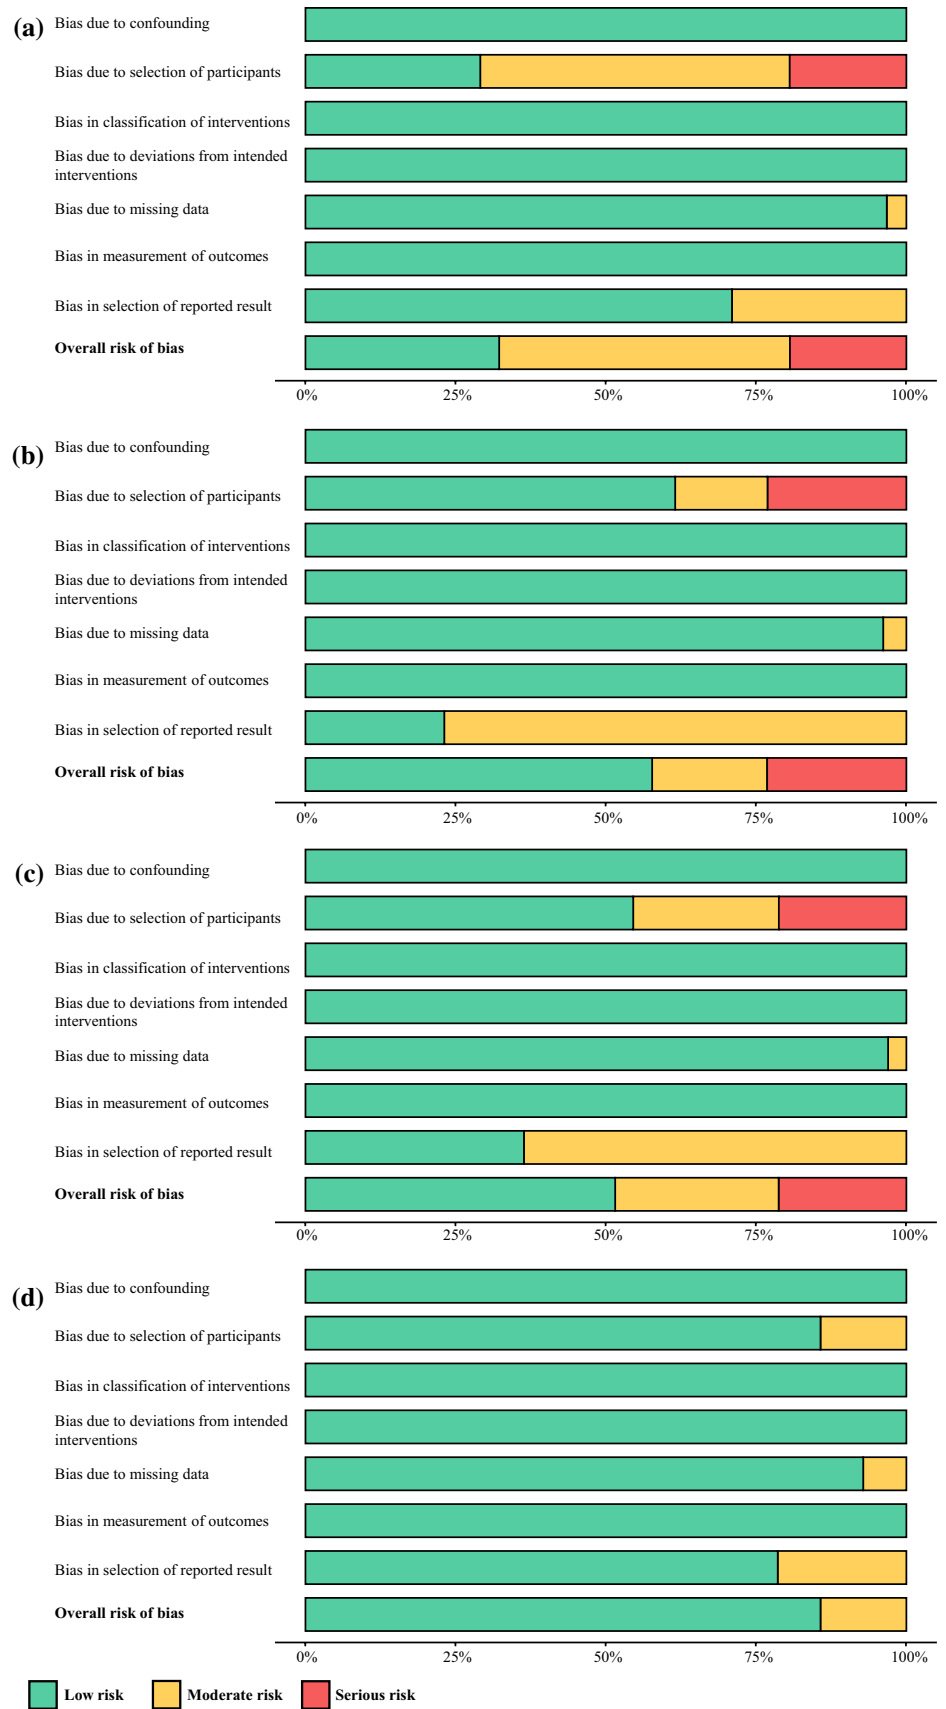 (a)
Bias due to confounding
Bias due to selection of participants
Bias in classification of interventions
Bias due to deviations from intended
interventions
Bias due to missing data
Bias in measurement of outcomes
Bias in selection of reported result
Overall risk of bias
0% 25% 50% 75% 100%
(b)
Bias due to confounding
Bias due to selection of participants
Bias in classification of interventions
Bias due to deviations from intended
interventions
Bias due to missing data
Bias in measurement of outcomes
Bias in selection of reported result
Overall risk of bias
0% 25% 50% 75% 100%
(c)
Bias due to confounding
Bias due to selection of participants
Bias in classification of interventions
Bias due to deviations from intended
interventions
Bias due to missing data
Bias in measurement of outcomes
Bias in selection of reported result
Overall risk of bias
0% 25% 50% 75% 100%
(d)
Bias due to confounding
Bias due to selection of participants
Bias in classification of interventions
Bias due to deviations from intended
interventions
Bias due to missing data
Bias in measurement of outcomes
Bias in selection of reported result
Overall risk of bias
0% 25% 50% 75% 100%
Low risk Moderate risk Serious risk